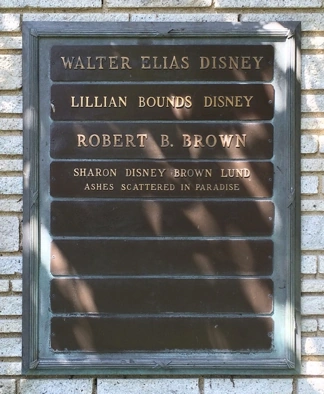 WALTER ELIAS DISNEY
LILLIAN BOUNDS DISNEY
ROBERT B. BROWN
SHARON DISNEY BROWN LUND
ASHES SCATTERED IN PARADISE